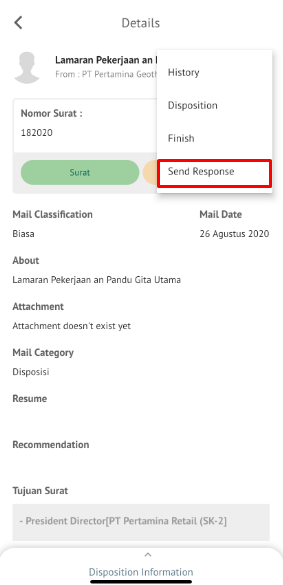 Details
Lamaran Pekerjaan an
From : PT Pertamina Geoth
History
Disposition
Finish
Send Response
Nomor Surat :
182020
Surat
Mail Classification
Mail Date
Biasa
26 Agustus 2020
About
Lamaran Pekerjaan an Pandu Gita Utama
Attachment
Attachment doesn't exist yet
Mail Category
Disposisi
Resume
Recommendation
Tujuan Surat
- President Director[PT Pertamina Retail (SK-2]
Disposition Information